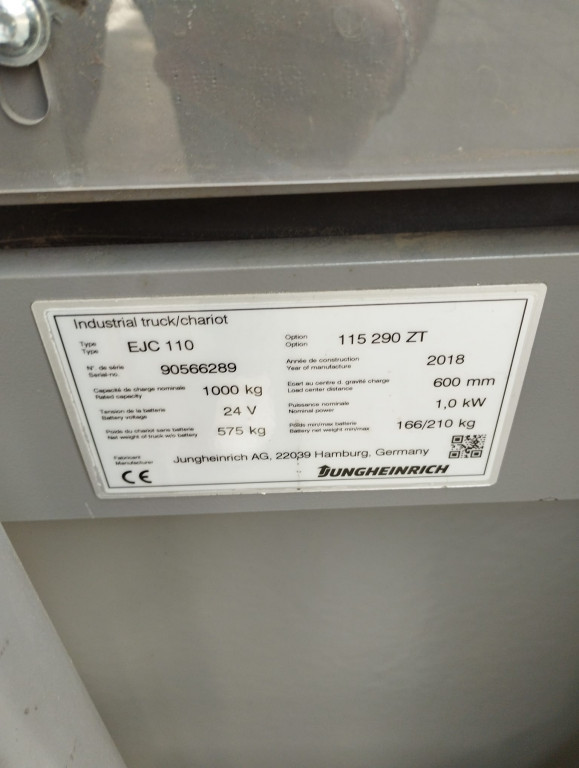 Industrial truck/chariot
Type
Type: EJC 110 Option
Option 115 290 ZT
N° de série
Serial-no. 90566289 Année de construction
Year of manufacture 2018
Capacité de charge nominale
Rated capacity 1000 kg Ecart au centre d. gravité charge
Load center distance 600 mm
Tension de la batterie
Battery voltage 24 V Puissance nominale
Nominal power 1,0 kW
Poids du chariot sans batterie
Net weight of truck w/o battery 575 kg Poids min/max batterie
Battery net weight min/max 166/210 kg
Fabricant
Manufacturer Jungheinrich AG, 22039 Hamburg, Germany
CE JUNGHEINRICH